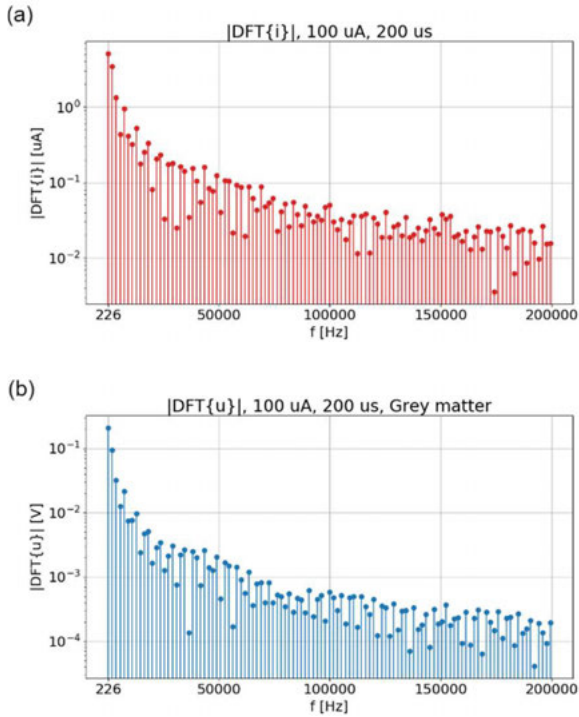 (a)
|DFT{i}|, 100 uA, 200 us
|DFT{i}| [uA]
10⁰
10⁻¹
10⁻²
226 50000 100000 150000 200000
f [Hz]
(b)
|DFT{u}|, 100 uA, 200 us, Grey matter
|DFT{u}| [V]
10⁻¹
10⁻²
10⁻³
10⁻⁴
226 50000 100000 150000 200000
f [Hz]